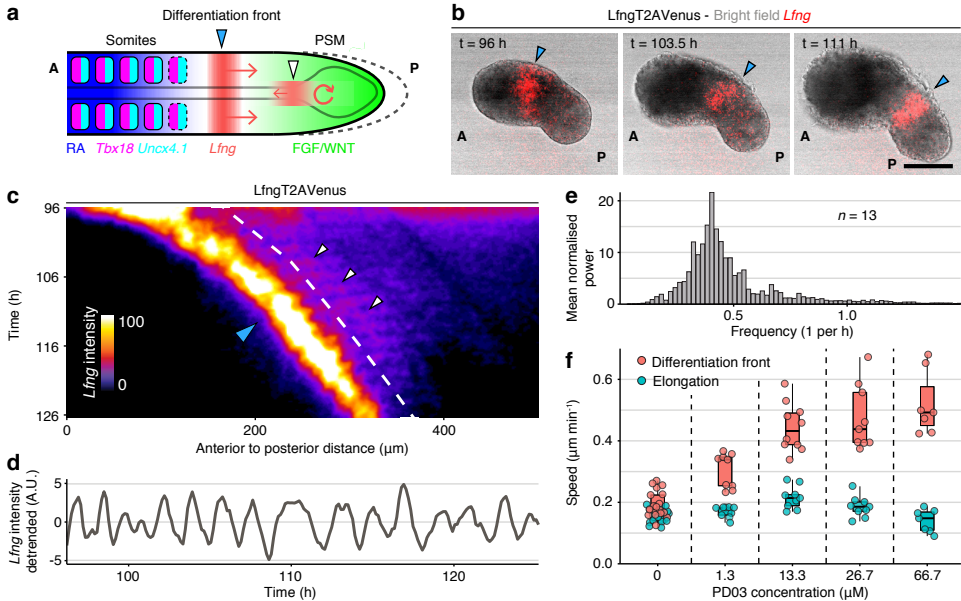 a
Differentiation front
Somites
PSM
A
P
RA Tbx18 Uncx4.1 Lfng FGF/WNT
b
LfngT2AVenus - Bright field Lfng
t = 96 h
t = 103.5 h
t = 111 h
A
P
A
P
A
P
c
LfngT2AVenus
96
106
116
126
Time (h)
Lfng intensity
100
0
0
200
400
Anterior to posterior distance (µm)
d
Lfng intensity
detrended (A.U.)
5
0
-5
100
110
120
Time (h)
e
n = 13
Mean normalised
power
20
10
0
0.5
1.0
Frequency (1 per h)
f
Differentiation front
Elongation
Speed (µm min⁻¹)
0.6
0.4
0.2
0.0
0
1.3
13.3
26.7
66.7
PD03 concentration (µM)